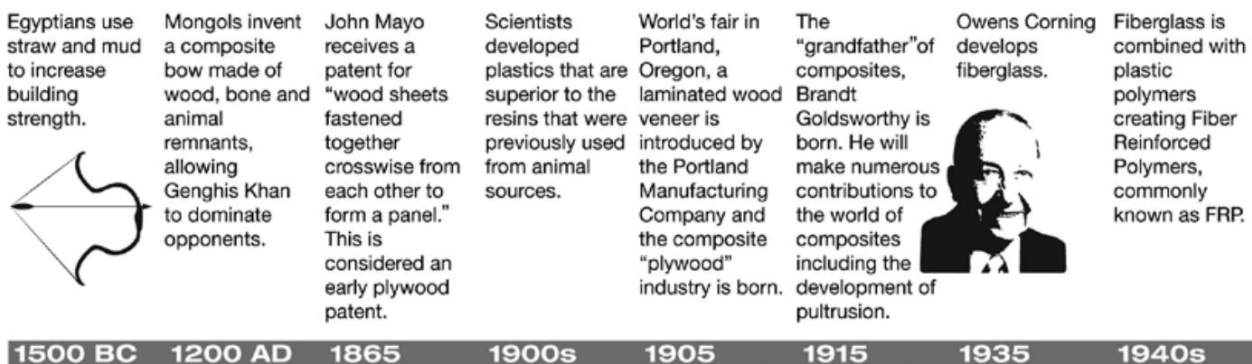 Egyptians use
straw and mud
to increase
building
strength.
Mongols invent
a composite
bow made of
wood, bone and
animal
remnants,
allowing
Genghis Khan
to dominate
opponents.
John Mayo
receives a
patent for
“wood sheets
fastened
together
crosswise from
each other to
form a panel.”
This is
considered an
early plywood
patent.
Scientists
developed
plastics that are
superior to the
resins that were
previously used
from animal
sources.
World’s fair in
Portland,
Oregon, a
laminated wood
veneer is
introduced by
the Portland
Manufacturing
Company and
the composite
“plywood”
industry is born.
The
“grandfather”of
composites,
Brandt
Goldsworthy is
born. He will
make numerous
contributions to
the world of
composites
including the
development of
pultrusion.
Owens Corning
develops
fiberglass.
Fiberglass is
combined with
plastic
polymers
creating Fiber
Reinforced
Polymers,
commonly
known as FRP.
1500 BC 1200 AD 1865 1900s 1905 1915 1935 1940s